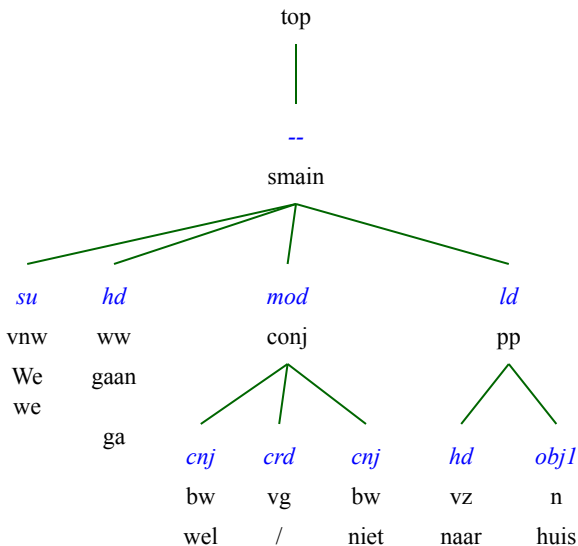 top
--
smain
su hd mod ld
vnw ww conj pp
We gaan
we
ga
cnj crd cnj hd obj1
bw vg bw vz n
wel / niet naar huis